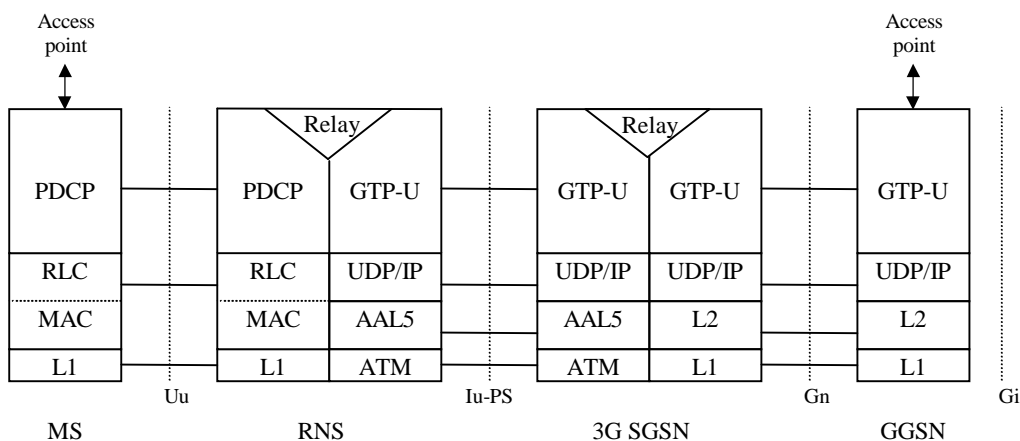 Access
point
Access
point
Relay
Relay
PDCP
PDCP
GTP-U
GTP-U
GTP-U
GTP-U
RLC
RLC
UDP/IP
UDP/IP
UDP/IP
UDP/IP
MAC
MAC
AAL5
AAL5
L2
L2
L1
L1
ATM
ATM
L1
L1
Uu
Iu-PS
Gn
Gi
MS
RNS
3G SGSN
GGSN